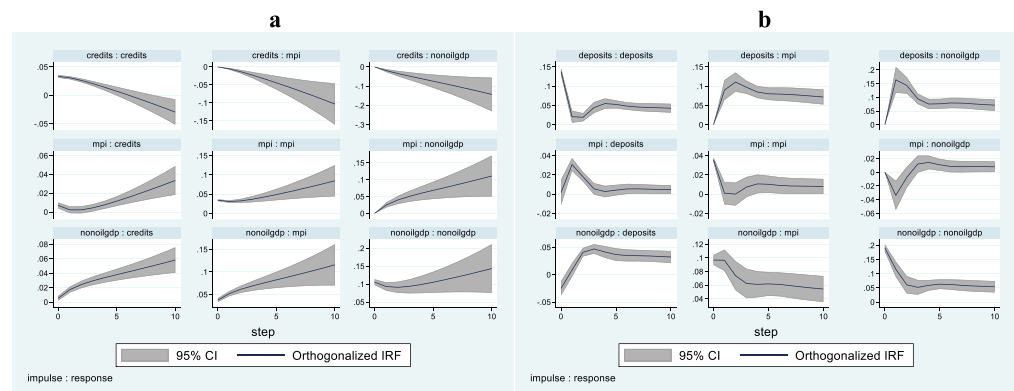 a
b
credits : credits
credits : mpi
credits : nonoilgdp
.05
0
-.05
0
-.05
-.1
-.15
0
-.1
-.2
-.3
mpi : credits
mpi : mpi
mpi : nonoilgdp
.06
.04
.02
0
.15
.1
.05
0
.15
.1
.05
0
nonoilgdp : credits
nonoilgdp : mpi
nonoilgdp : nonoilgdp
.08
.06
.04
.02
0
.15
.1
.05
.2
.15
.1
.05
0 5 10
0 5 10
0 5 10
step
95% CI
Orthogonalized IRF
impulse : response
deposits : deposits
deposits : mpi
deposits : nonoilgdp
.15
.1
.05
0
.15
.1
.05
0
.2
.15
.1
.05
0
mpi : deposits
mpi : mpi
mpi : nonoilgdp
.04
.02
0
-.02
.04
.02
0
-.02
.02
0
-.02
-.04
-.06
nonoilgdp : deposits
nonoilgdp : mpi
nonoilgdp : nonoilgdp
.05
0
-.05
.12
.1
.08
.06
.04
.2
.15
.1
.05
0
0 5 10
0 5 10
0 5 10
step
95% CI
Orthogonalized IRF
impulse : response